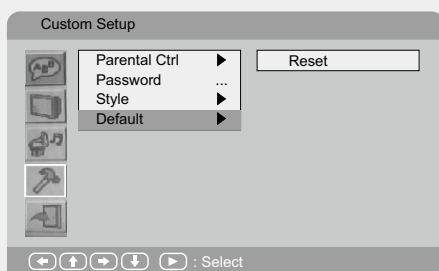 Custom Setup
Parental Ctrl
Password ...
Style
Default
Reset
: Select